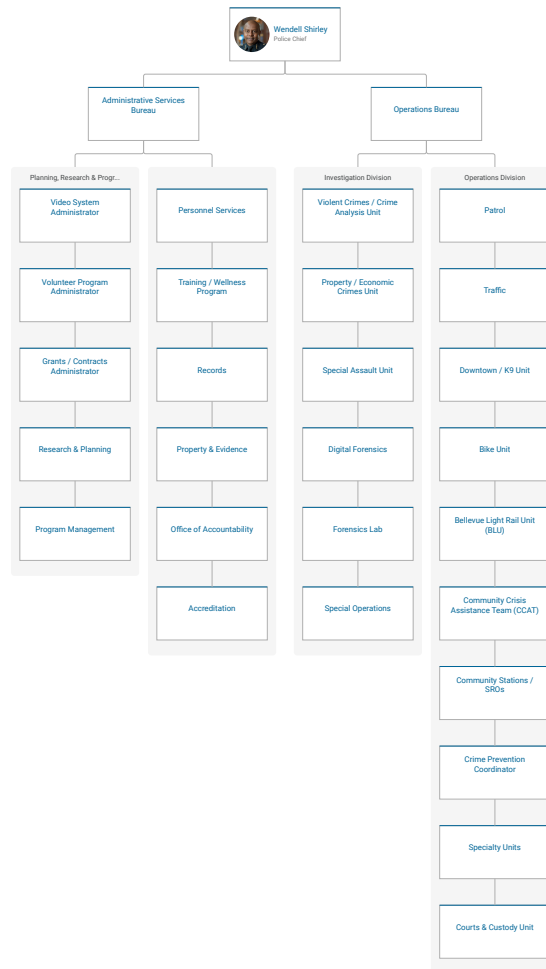 Wendell Shirley
Police Chief
Administrative Services
Bureau
Operations Bureau
Planning, Research & Progr...
Video System
Administrator
Volunteer Program
Administrator
Grants / Contracts
Administrator
Research & Planning
Program Management
Personnel Services
Training / Wellness
Program
Records
Property & Evidence
Office of Accountability
Accreditation
Investigation Division
Violent Crimes / Crime
Analysis Unit
Property / Economic
Crimes Unit
Special Assault Unit
Digital Forensics
Forensics Lab
Special Operations
Operations Division
Patrol
Traffic
Downtown / K9 Unit
Bike Unit
Bellevue Light Rail Unit
(BLU)
Community Crisis
Assistance Team (CCAT)
Community Stations /
SROs
Crime Prevention
Coordinator
Specialty Units
Courts & Custody Unit